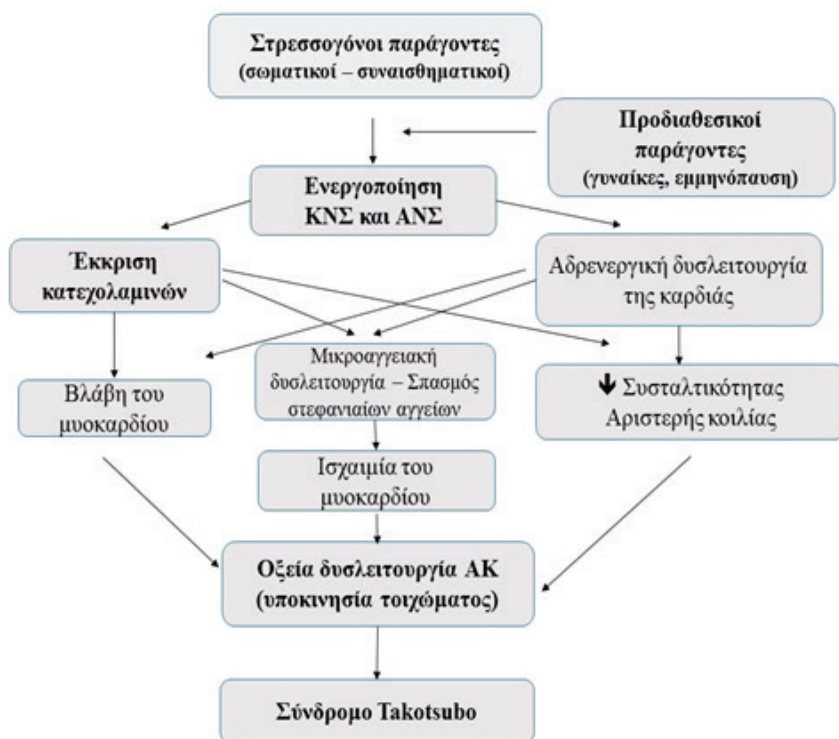 Στρεσσογόνοι παράγοντες
(σωματικοί – συναισθηματικοί)
Προδιαθεσικοί
παράγοντες
(γυναίκες, εμμηνόπαυση)
Ενεργοποίηση
ΚΝΣ και ΑΝΣ
Έκκριση
κατεχολαμινών
Αδρενεργική δυσλειτουργία
της καρδιάς
Μικροαγγειακή
δυσλειτουργία – Σπασμός
στεφανιαίων αγγείων
Βλάβη του
μυοκαρδίου
🡻 Συσταλτικότητας
Αριστερής κοιλίας
Ισχαιμία του
μυοκαρδίου
Οξεία δυσλειτουργία ΑΚ
(υποκινησία τοιχώματος)
Σύνδρομο Takotsubo